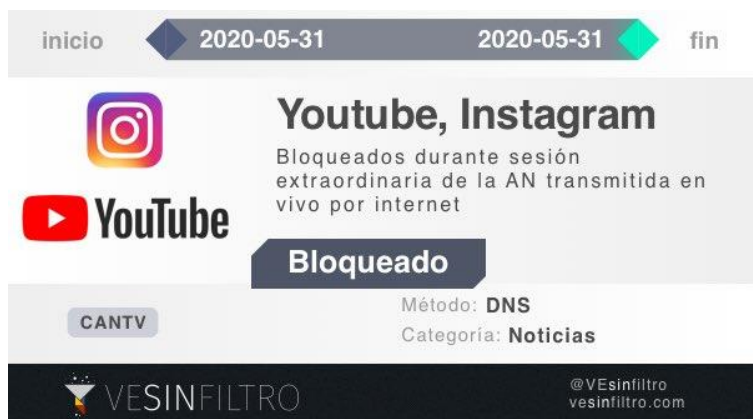 inicio 2020-05-31 2020-05-31 fin
Youtube, Instagram
Bloqueados durante sesión
extraordinaria de la AN transmitida en
vivo por internet
YouTube
Bloqueado
CANTV
Método: DNS
Categoría: Noticias
VESINFILTRO
@VEsinfiltro
vesinfiltro.com